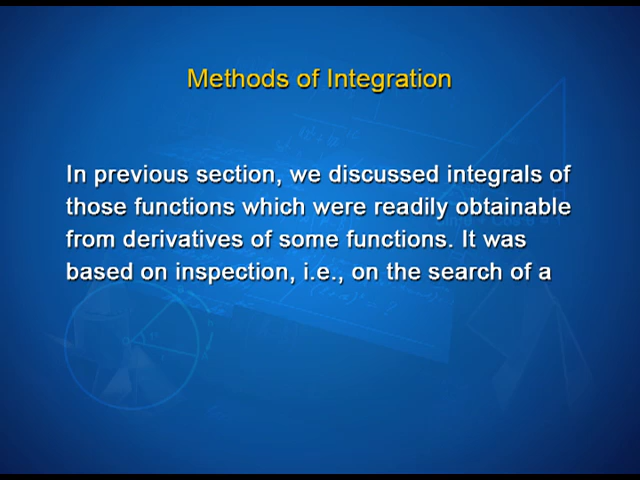 Methods of Integration
In previous section, we discussed integrals of
those functions which were readily obtainable
from derivatives of some functions. It was
based on inspection, i.e., on the search of a